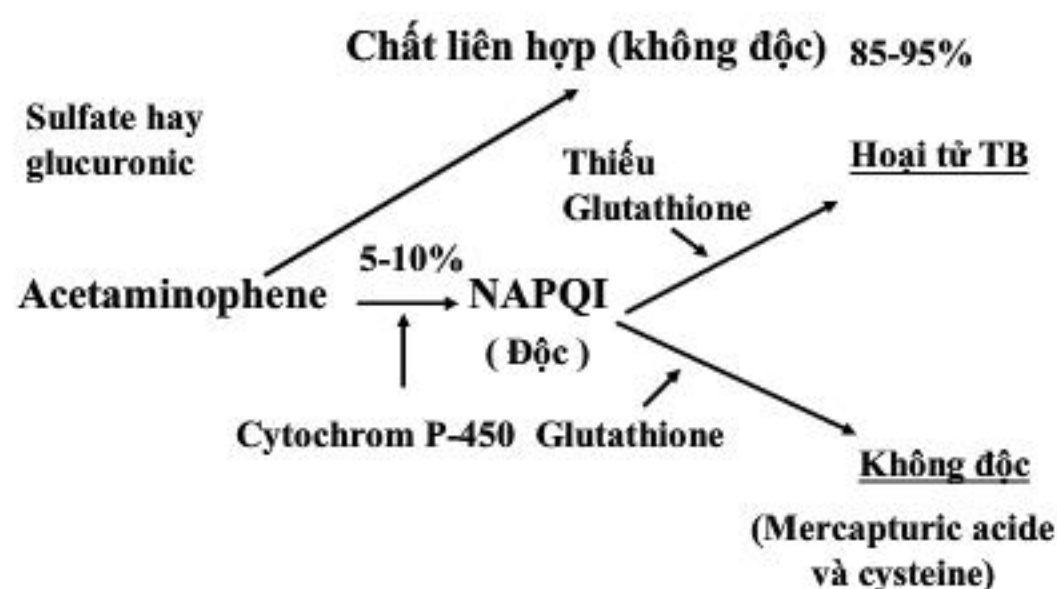 Chất liên hợp (không độc) 85-95%
Sulfate hay
glucuronic
Thiếu
Glutathione
Hoại tử TB
5-10%
Acetaminophene
NAPQI
( Độc )
Cytochrom P-450
Glutathione
Không độc
(Mercapturic acide
và cysteine)